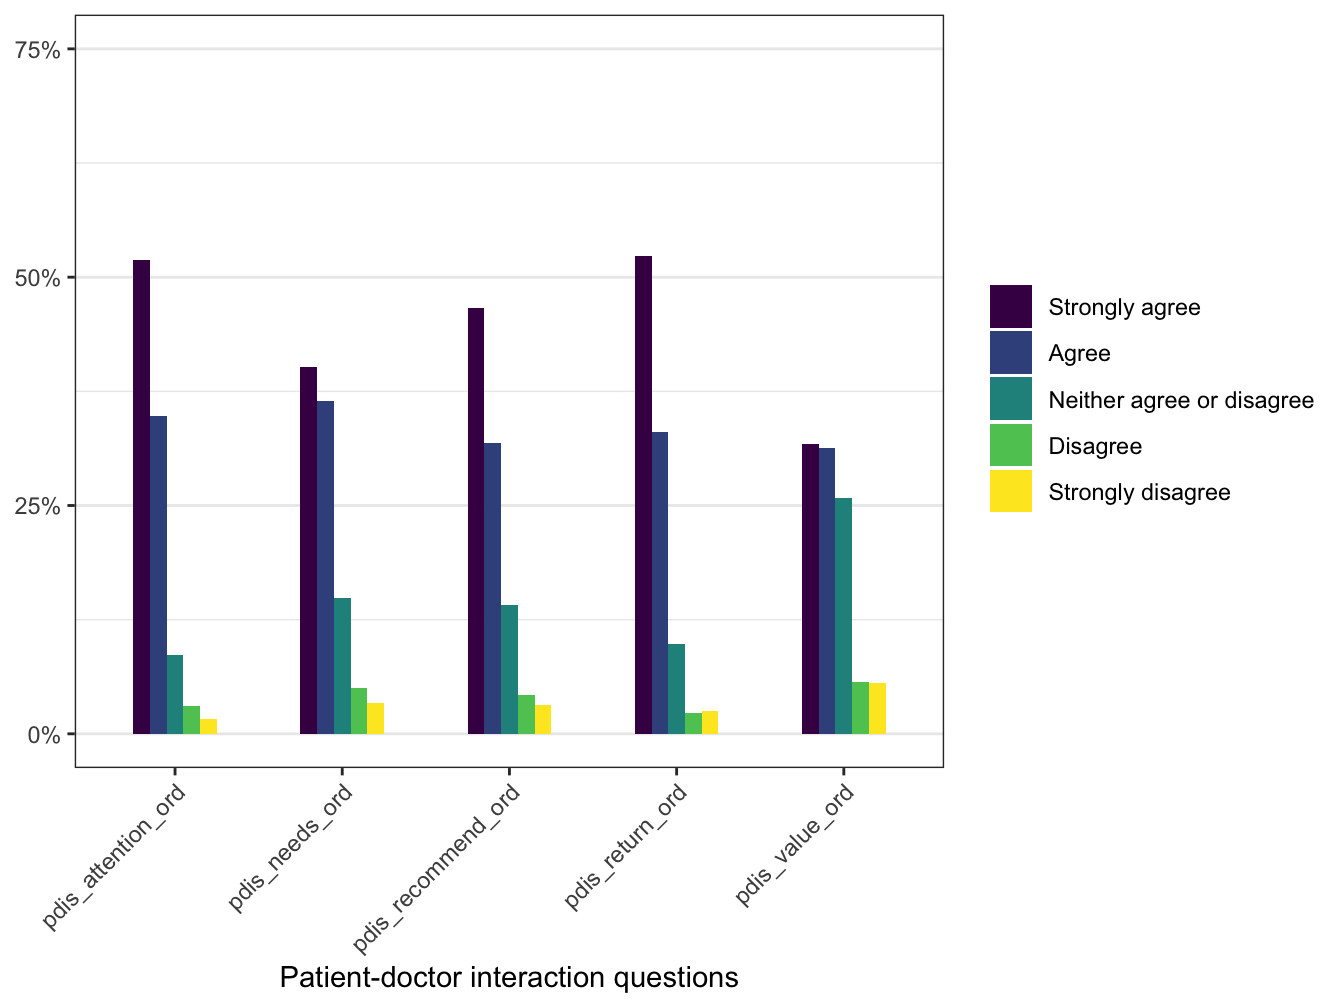 75%
50%
25%
0%
pdis_attention_ord
pdis_needs_ord
pdis_recommend_ord
pdis_return_ord
pdis_value_ord
Patient-doctor interaction questions
Strongly agree
Agree
Neither agree or disagree
Disagree
Strongly disagree